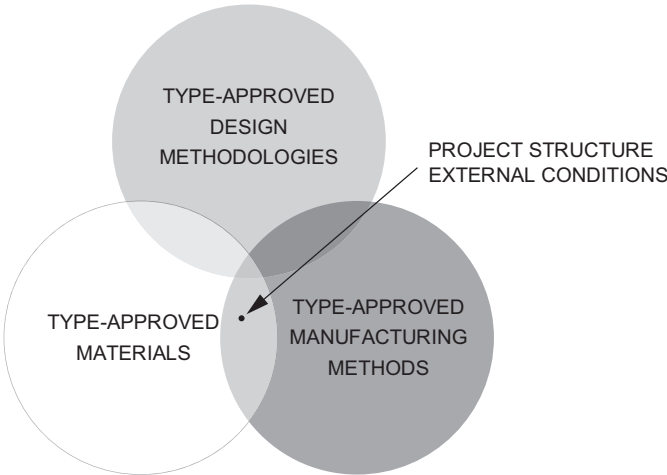 TYPE-APPROVED
DESIGN
METHODOLOGIES
PROJECT STRUCTURE
EXTERNAL CONDITIONS
TYPE-APPROVED
MATERIALS
TYPE-APPROVED
MANUFACTURING
METHODS